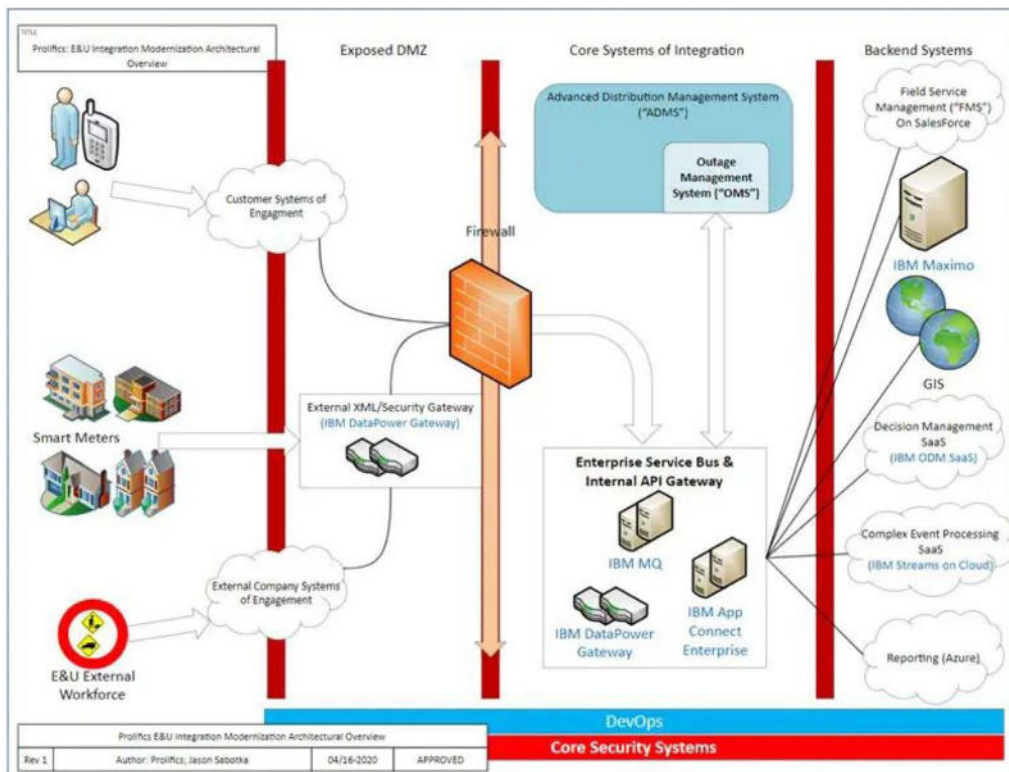 TITLE
Prolifics: E&U Integration Modernization Architectural
Overview
Exposed DMZ
Core Systems of Integration
Backend Systems
Advanced Distribution Management System
("ADMS")
Outage
Management
System ("OMS")
Field Service
Management ("FMS")
On SalesForce
Customer Systems of
Engagment
Firewall
IBM Maximo
GIS
Smart Meters
External XML/Security Gateway
(IBM DataPower Gateway)
Enterprise Service Bus &
Internal API Gateway
IBM MQ
IBM DataPower
Gateway
IBM App
Connect
Enterprise
Decision Management
SaaS
(IBM ODM SaaS)
Complex Event Processing
SaaS
(IBM Streams on Cloud)
Reporting (Azure)
External Company Systems
of Engagement
E&U External
Workforce
DevOps
Core Security Systems
Prolifics E&U Integration Modernization Architectural Overview
Rev 1
Author: Prolifics; Jason Sabotka
04/16-2020
APPROVED